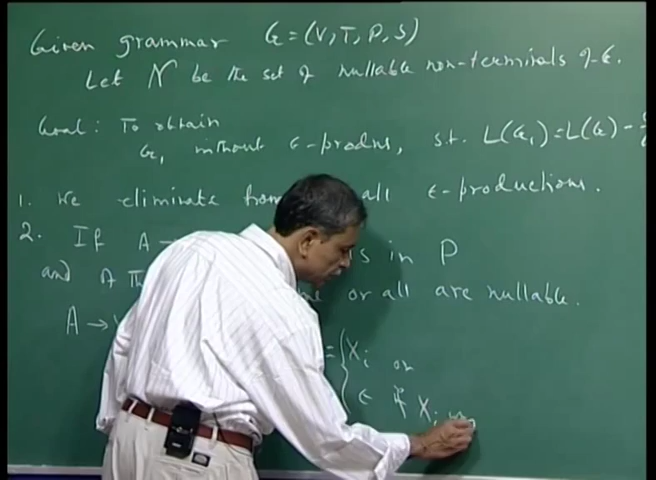 Given grammar G = (V, T, P, S)
Let N be the set of nullable non-terminals of G.
Goal: To obtain
G₁ without ε-prodns, s.t. L(G₁) = L(G) -
1. We eliminate from all ε-productions.
2. If A → s in P
and or all are nullable.
A → = { Xᵢ or
ε if Xᵢ